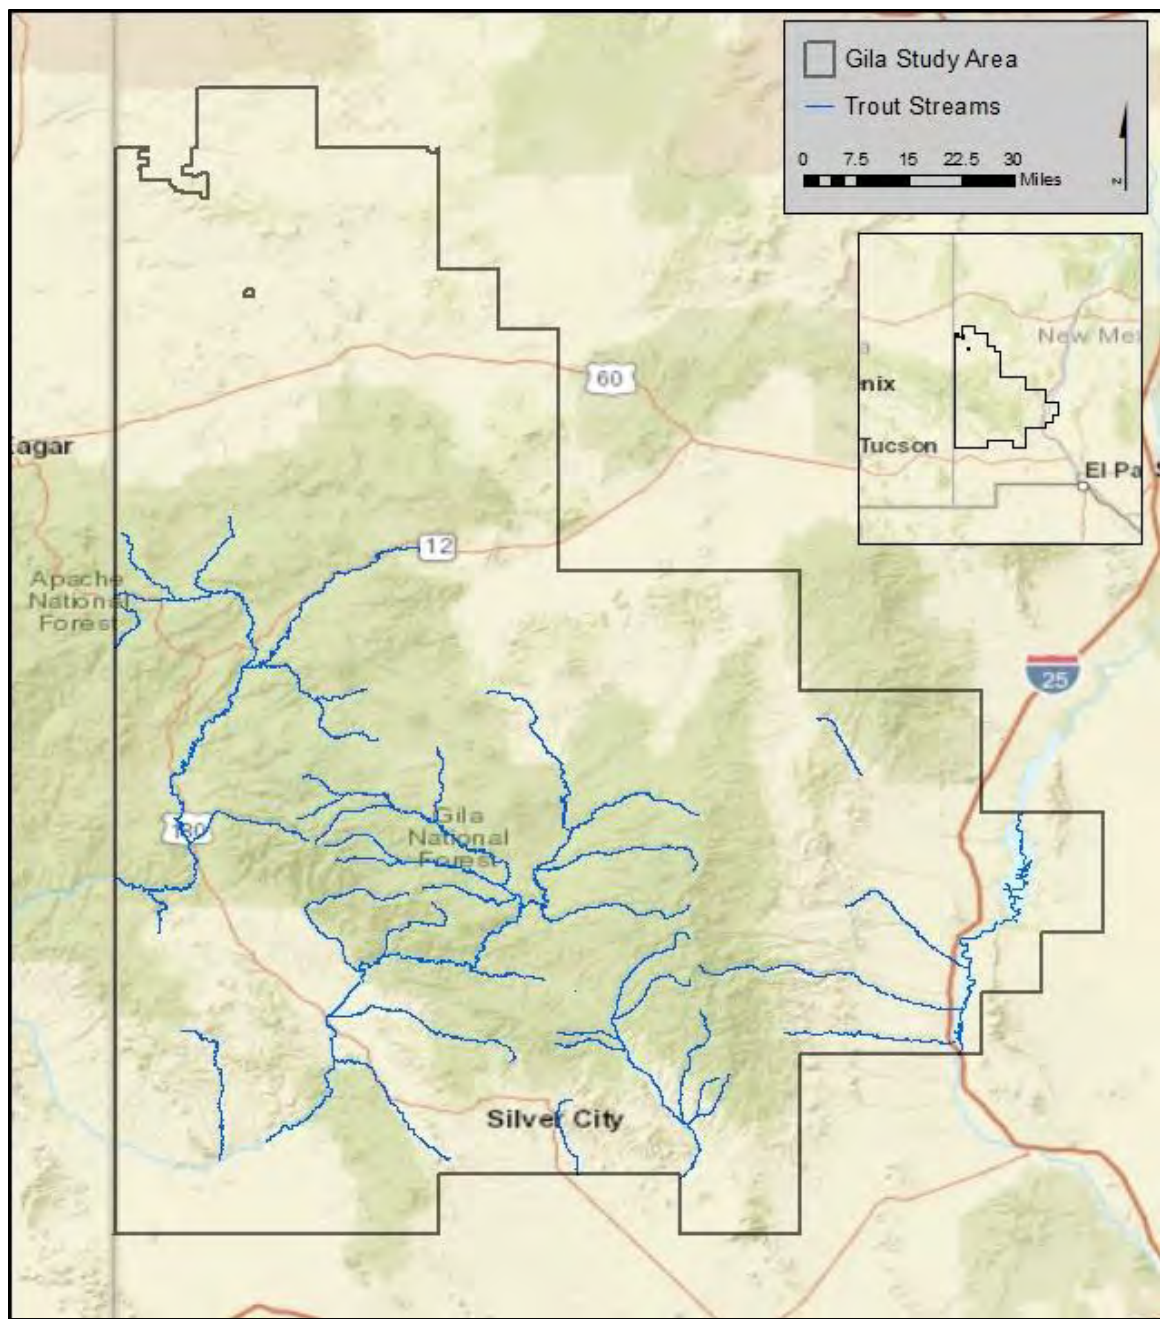 Gila Study Area
Trout Streams
0 7.5 15 22.5 30
Miles
N
New Me
nix
Tucson
El Pa
S
60
Eagar
12
Apache
National
Forest
25
180
Gila
National
Forest
Silver City